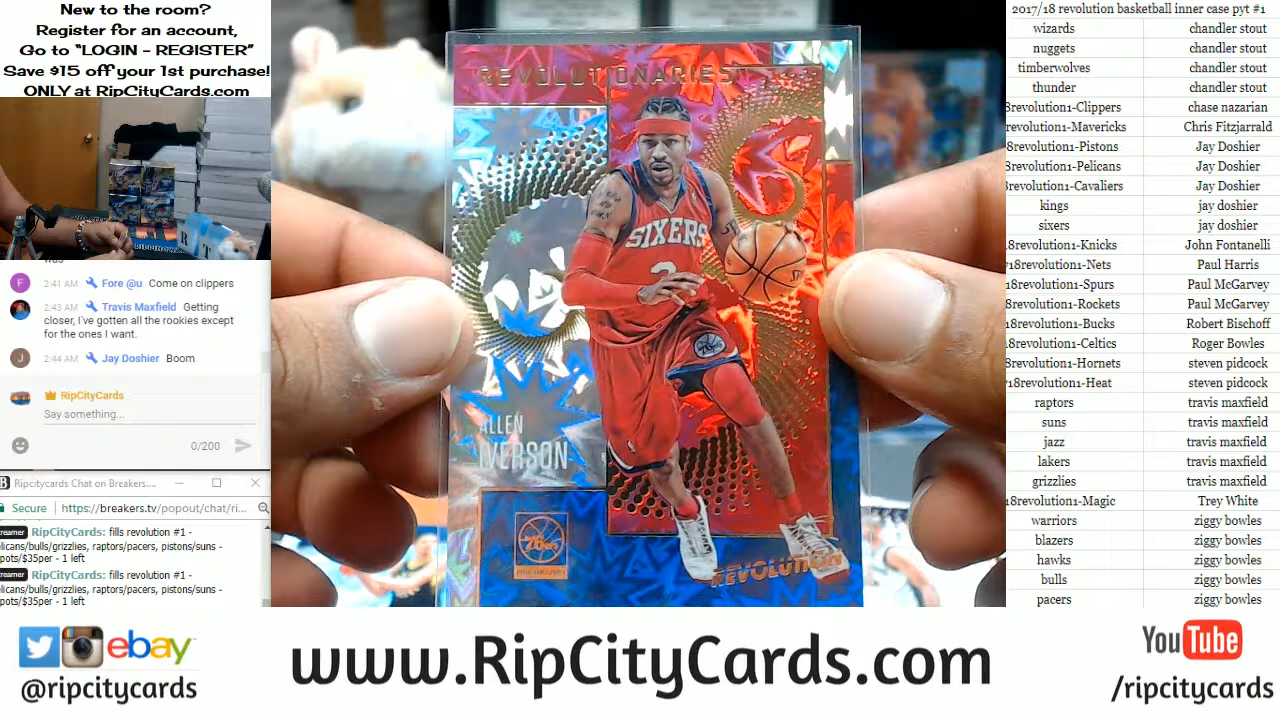 New to the room?
Register for an account,
Go to "LOGIN - REGISTER"
Save $15 off your 1st purchase!
ONLY at RipCityCards.com
was
2:41 AM Fore @u Come on clippers
2:43 AM Travis Maxfield Getting
closer, I've gotten all the rookies except
for the ones I want.
2:44 AM Jay Doshier Boom
RipCityCards
Say something...
0/200
Ripcitycards Chat on Breakers....
Secure https://breakers.tv/popout/chat/ri...
reamer RipCityCards: fills revolution #1 -
licans/bulls/grizzlies, raptors/pacers, pistons/suns -
pots/$35per - 1 left
reamer RipCityCards: fills revolution #1 -
licans/bulls/grizzlies, raptors/pacers, pistons/suns -
pots/$35per - 1 left
REVOLUTIONARIES
SIXERS
3
76ers
ALLEN
IVERSON
76ers
PHILADELPHIA
REVOLUTION
2017/18 revolution basketball inner case pyt #1
wizards chandler stout
nuggets chandler stout
timberwolves chandler stout
thunder chandler stout
18revolution1-Clippers chase nazarian
revolution1-Mavericks Chris Fitzjarrald
18revolution1-Pistons Jay Doshier
18revolution1-Pelicans Jay Doshier
8revolution1-Cavaliers Jay Doshier
kings jay doshier
sixers jay doshier
18revolution1-Knicks John Fontanelli
18revolution1-Nets Paul Harris
18revolution1-Spurs Paul McGarvey
18revolution1-Rockets Paul McGarvey
18revolution1-Bucks Robert Bischoff
18revolution1-Celtics Roger Bowles
8revolution1-Hornets steven pidcock
18revolution1-Heat steven pidcock
raptors travis maxfield
suns travis maxfield
jazz travis maxfield
lakers travis maxfield
grizzlies travis maxfield
18revolution1-Magic Trey White
warriors ziggy bowles
blazers ziggy bowles
hawks ziggy bowles
bulls ziggy bowles
pacers ziggy bowles
ebay
@ripcitycards
www.RipCityCards.com
YouTube
/ripcitycards